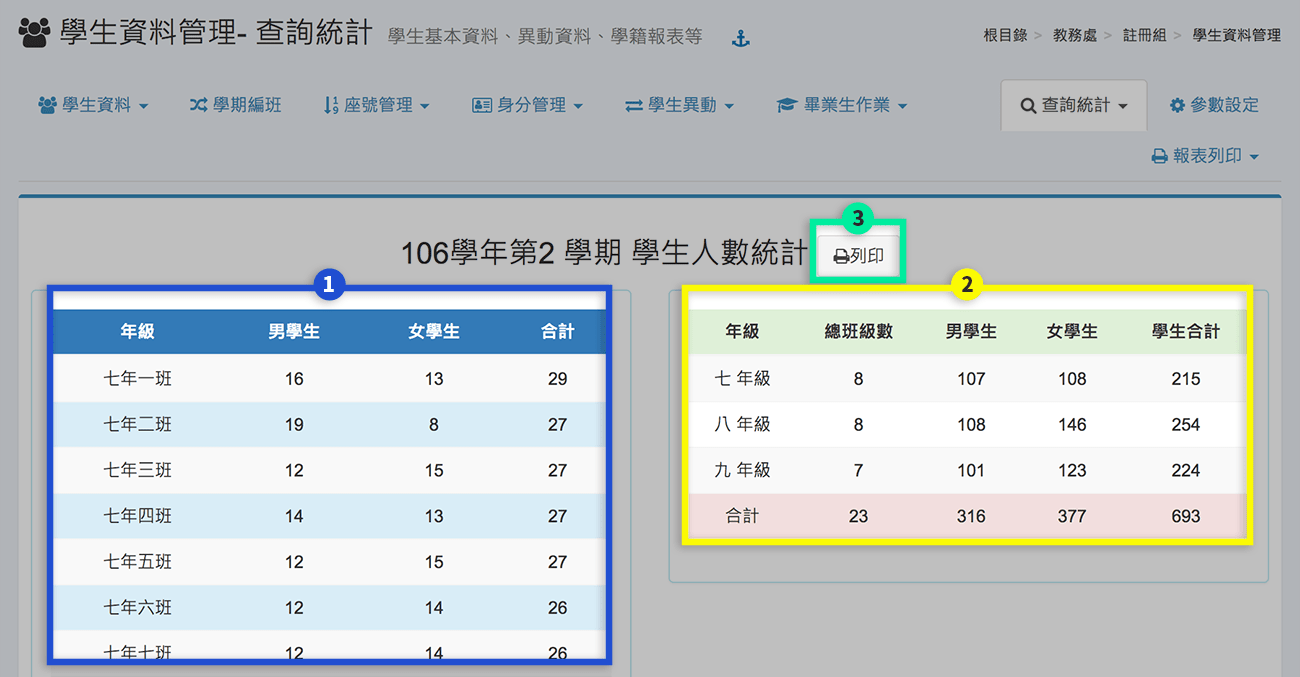 學生資料管理- 查詢統計 學生基本資料、異動資料、學籍報表等
根目錄 > 教務處 > 註冊組 > 學生資料管理
學生資料 學期編班 座號管理 身分管理 學生異動 畢業生作業 查詢統計 參數設定
報表列印
106學年第2 學期 學生人數統計 列印
3
1
年級 男學生 女學生 合計
七年一班 16 13 29
七年二班 19 8 27
七年三班 12 15 27
七年四班 14 13 27
七年五班 12 15 27
七年六班 12 14 26
七年七班 12 14 26
2
年級 總班級數 男學生 女學生 學生合計
七 年級 8 107 108 215
八 年級 8 108 146 254
九 年級 7 101 123 224
合計 23 316 377 693